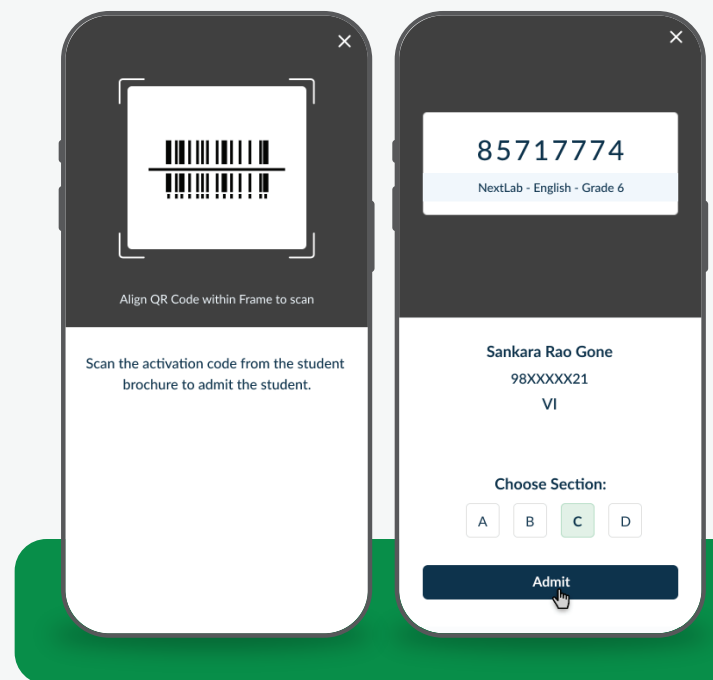 Align QR Code within Frame to scan
Scan the activation code from the student
brochure to admit the student.
85717774
NextLab - English - Grade 6
Sankara Rao Gone
98XXXXX21
VI
Choose Section:
A B C D
Admit